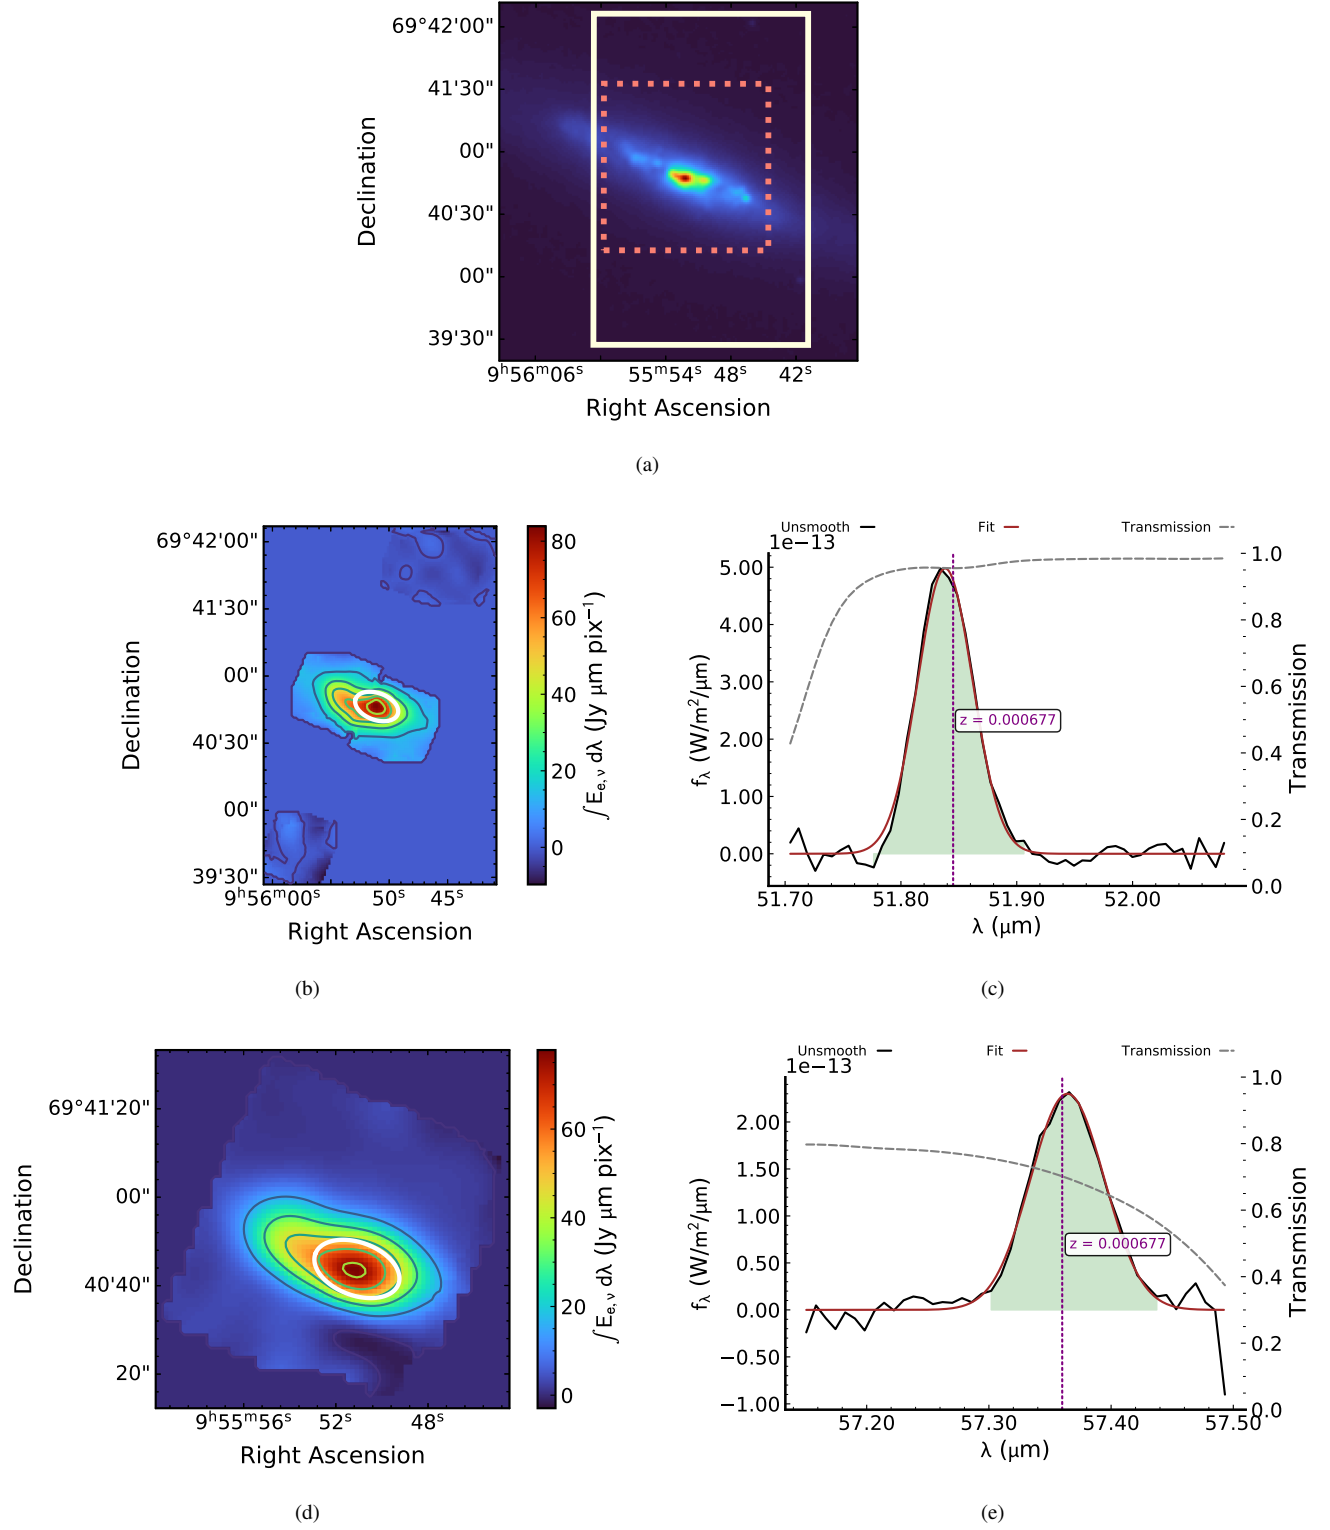 69°42'00"
41'30"
00"
40'30"
00"
39'30"
Declination
9ʰ56ᵐ06ˢ 55ᵐ54ˢ 48ˢ 42ˢ
Right Ascension
(a)
69°42'00"
41'30"
00"
40'30"
00"
39'30"
Declination
9ʰ56ᵐ00ˢ 50ˢ 45ˢ
Right Ascension
80
60
40
20
0
∫E_{e,ν} dλ (Jy μm pix⁻¹)
(b)
Unsmooth Fit Transmission
1e−13
5.00
4.00
3.00
2.00
1.00
0.00
f_λ (W/m²/μm)
z = 0.000677
1.0
0.8
0.6
0.4
0.2
0.0
Transmission
51.70 51.80 51.90 52.00
λ (μm)
(c)
69°41'20"
00"
40'40"
20"
Declination
9ʰ55ᵐ56ˢ 52ˢ 48ˢ
Right Ascension
60
40
20
0
∫E_{e,ν} dλ (Jy μm pix⁻¹)
(d)
Unsmooth Fit Transmission
1e−13
2.00
1.50
1.00
0.50
0.00
−0.50
−1.00
f_λ (W/m²/μm)
z = 0.000677
1.0
0.8
0.6
0.4
0.2
0.0
Transmission
57.20 57.30 57.40 57.50
λ (μm)
(e)